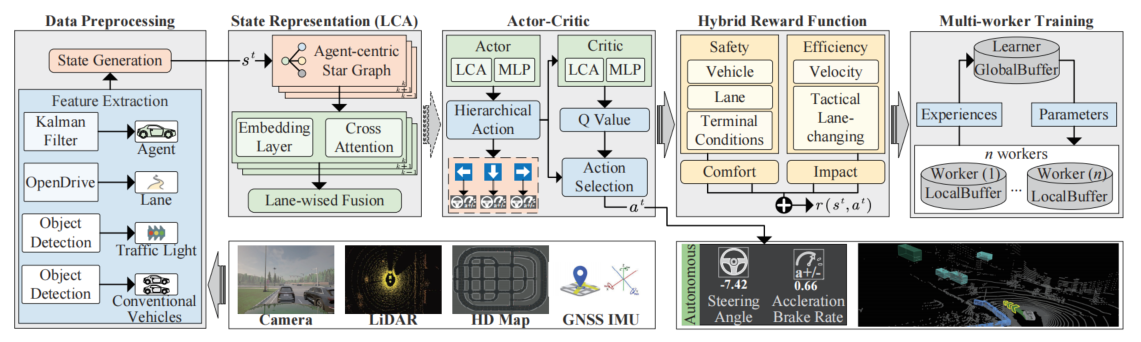 Data Preprocessing
State Generation
Feature Extraction
Kalman
Filter
Agent
OpenDrive
Lane
Object
Detection
Traffic Light
Object
Detection
Conventional
Vehicles
State Representation (LCA)
s^t
Agent-centric
Star Graph
k
k+1
k-1
Embedding
Layer
Cross
Attention
k
k+1
k-1
Lane-wised Fusion
Actor-Critic
Actor
LCA
MLP
Critic
LCA
MLP
Hierarchical
Action
Q Value
Action
Selection
a^t
Hybrid Reward Function
Safety
Vehicle
Lane
Terminal
Conditions
Efficiency
Velocity
Tactical
Lane-
changing
Comfort
Impact
r(s^t, a^t)
Multi-worker Training
Learner
GlobalBuffer
Experiences
Parameters
n workers
Worker (1)
LocalBuffer
...
Worker (n)
LocalBuffer
Camera
LiDAR
HD Map
GNSS IMU
Autonomous
-7.42
Steering
Angle
a+/-
0.66
Accleration
Brake Rate